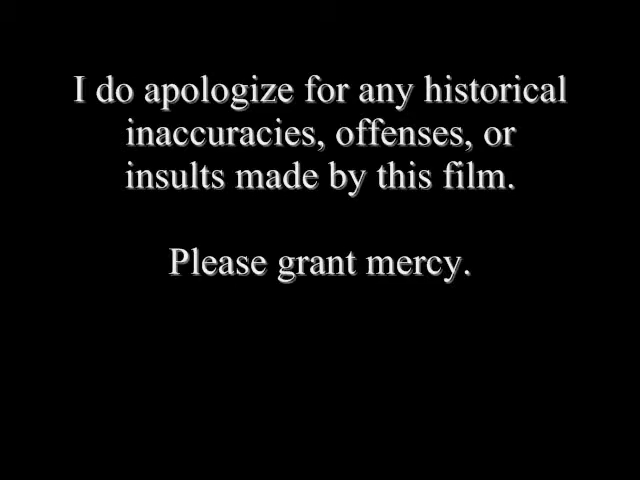 I do apologize for any historical
inaccuracies, offenses, or
insults made by this film.
Please grant mercy.